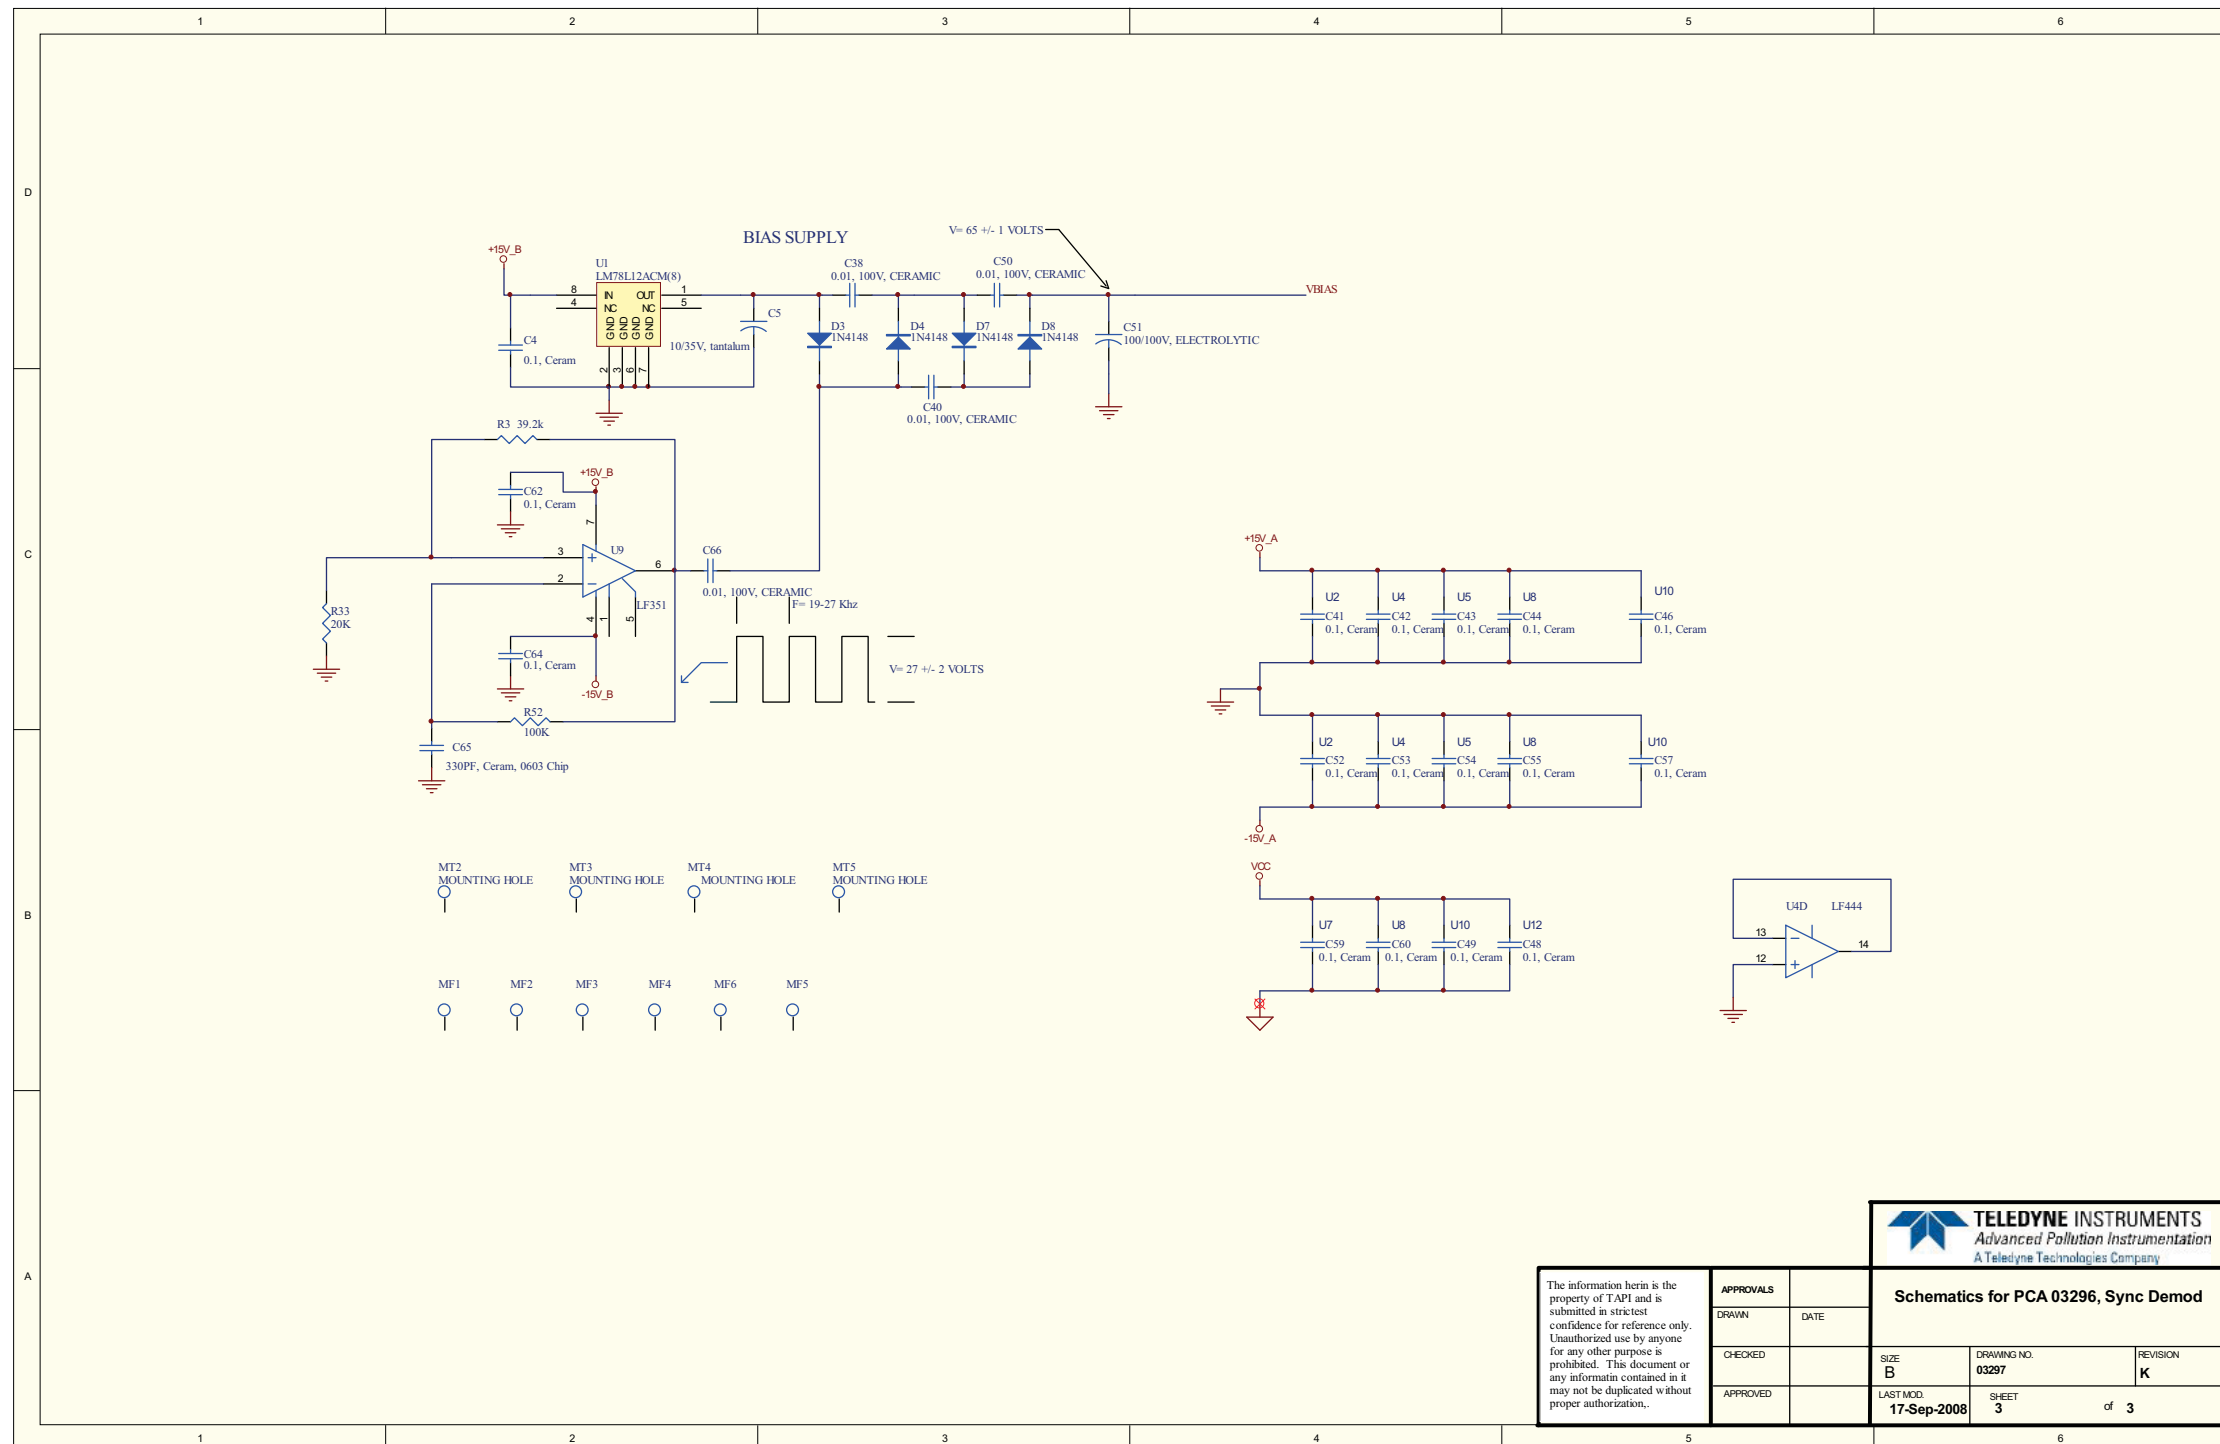 1 2 3 4 5 6
D
C
B
A
BIAS SUPPLY
V= 65 +/- 1 VOLTS
+15V_B
U1
LM78L12ACM(8)
8 IN OUT 1
4 NC NC 5
GND GND GND GND
2 3 6 7
C4
0.1, Ceram
C5
10/35V, tantalum
C38
0.01, 100V, CERAMIC
C50
0.01, 100V, CERAMIC
VBIAS
D3
1N4148
D4
1N4148
D7
1N4148
D8
1N4148
C51
100/100V, ELECTROLYTIC
C40
0.01, 100V, CERAMIC
R3 39.2k
+15V_B
C62
0.1, Ceram
7
3
2
+
−
U9
6
LF351
4 1 5
C66
0.01, 100V, CERAMIC
F= 19-27 Khz
V= 27 +/- 2 VOLTS
R33
20K
C64
0.1, Ceram
-15V_B
R52
100K
C65
330PF, Ceram, 0603 Chip
+15V_A
U2
C41
0.1, Ceram
U4
C42
0.1, Ceram
U5
C43
0.1, Ceram
U8
C44
0.1, Ceram
U10
C46
0.1, Ceram
U2
C52
0.1, Ceram
U4
C53
0.1, Ceram
U5
C54
0.1, Ceram
U8
C55
0.1, Ceram
U10
C57
0.1, Ceram
-15V_A
VCC
U7
C59
0.1, Ceram
U8
C60
0.1, Ceram
U10
C49
0.1, Ceram
U12
C48
0.1, Ceram
U4D LF444
13
12
−
+
14
MT2
MOUNTING HOLE
MT3
MOUNTING HOLE
MT4
MOUNTING HOLE
MT5
MOUNTING HOLE
MF1 MF2 MF3 MF4 MF6 MF5
TELEDYNE INSTRUMENTS
Advanced Pollution Instrumentation
A Teledyne Technologies Company
The information herin is the
property of TAPI and is
submitted in strictest
confidence for reference only.
Unauthorized use by anyone
for any other purpose is
prohibited. This document or
any informatin contained in it
may not be duplicated without
proper authorization,.
APPROVALS
DRAWN
DATE
CHECKED
APPROVED
Schematics for PCA 03296, Sync Demod
SIZE
B
DRAWING NO.
03297
REVISION
K
LAST MOD.
17-Sep-2008
SHEET
3 of 3
1 2 3 4 5 6